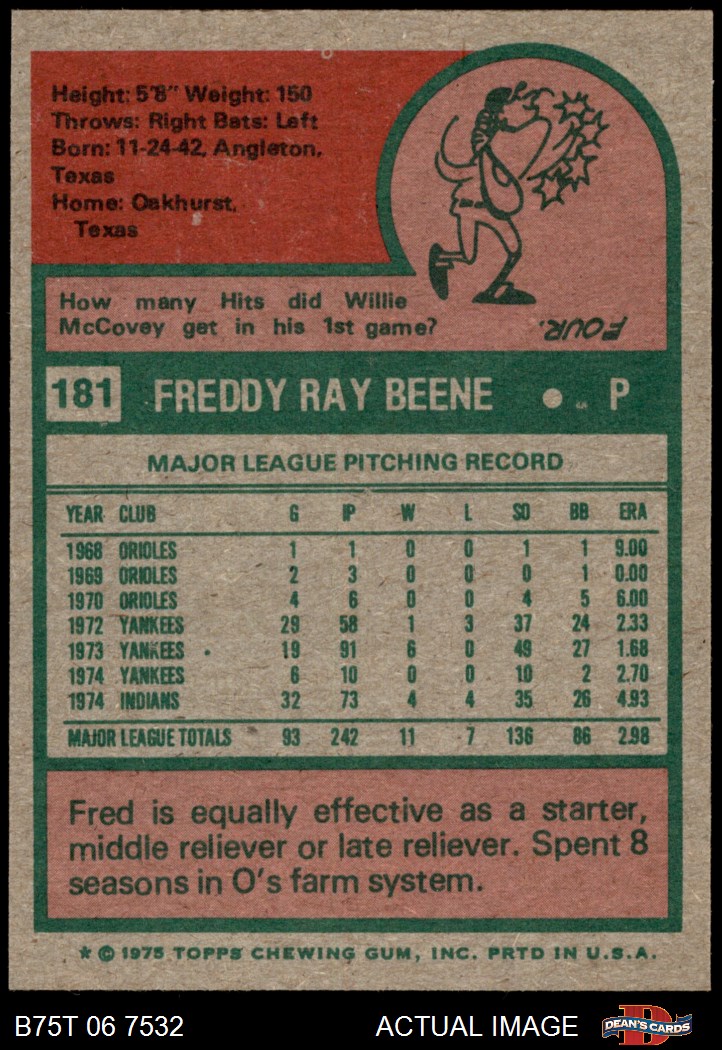 Height: 5'8" Weight: 150
Throws: Right Bats: Left
Born: 11-24-42, Angleton,
Texas
Home: Oakhurst,
Texas
How many Hits did Willie
McCovey get in his 1st game?
FOUR.
181 FREDDY RAY BEENE • P
MAJOR LEAGUE PITCHING RECORD
YEAR CLUB G IP W L SO BB ERA
1968 ORIOLES 1 1 0 0 1 1 9.00
1969 ORIOLES 2 3 0 0 0 1 0.00
1970 ORIOLES 4 6 0 0 4 5 6.00
1972 YANKEES 29 58 1 3 37 24 2.33
1973 YANKEES 19 91 6 0 49 27 1.68
1974 YANKEES 6 10 0 0 10 2 2.70
1974 INDIANS 32 73 4 4 35 26 4.93
MAJOR LEAGUE TOTALS 93 242 11 7 136 86 2.98
Fred is equally effective as a starter,
middle reliever or late reliever. Spent 8
seasons in O's farm system.
* © 1975 TOPPS CHEWING GUM, INC. PRTD IN U.S.A.
B75T 06 7532 ACTUAL IMAGE DEAN'S CARDS